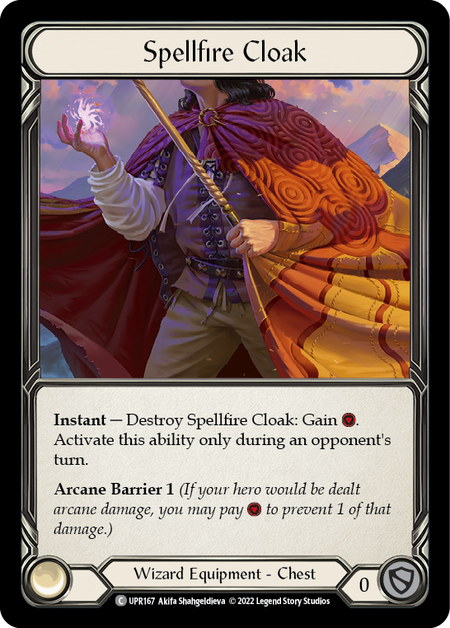 Spellfire Cloak
Instant — Destroy Spellfire Cloak: Gain .
Activate this ability only during an opponent's
turn.
Arcane Barrier 1 (If your hero would be dealt
arcane damage, you may pay to prevent 1 of that
damage.)
Wizard Equipment - Chest
0
C UPR167 Akifa Shahgeldieva © 2022 Legend Story Studios